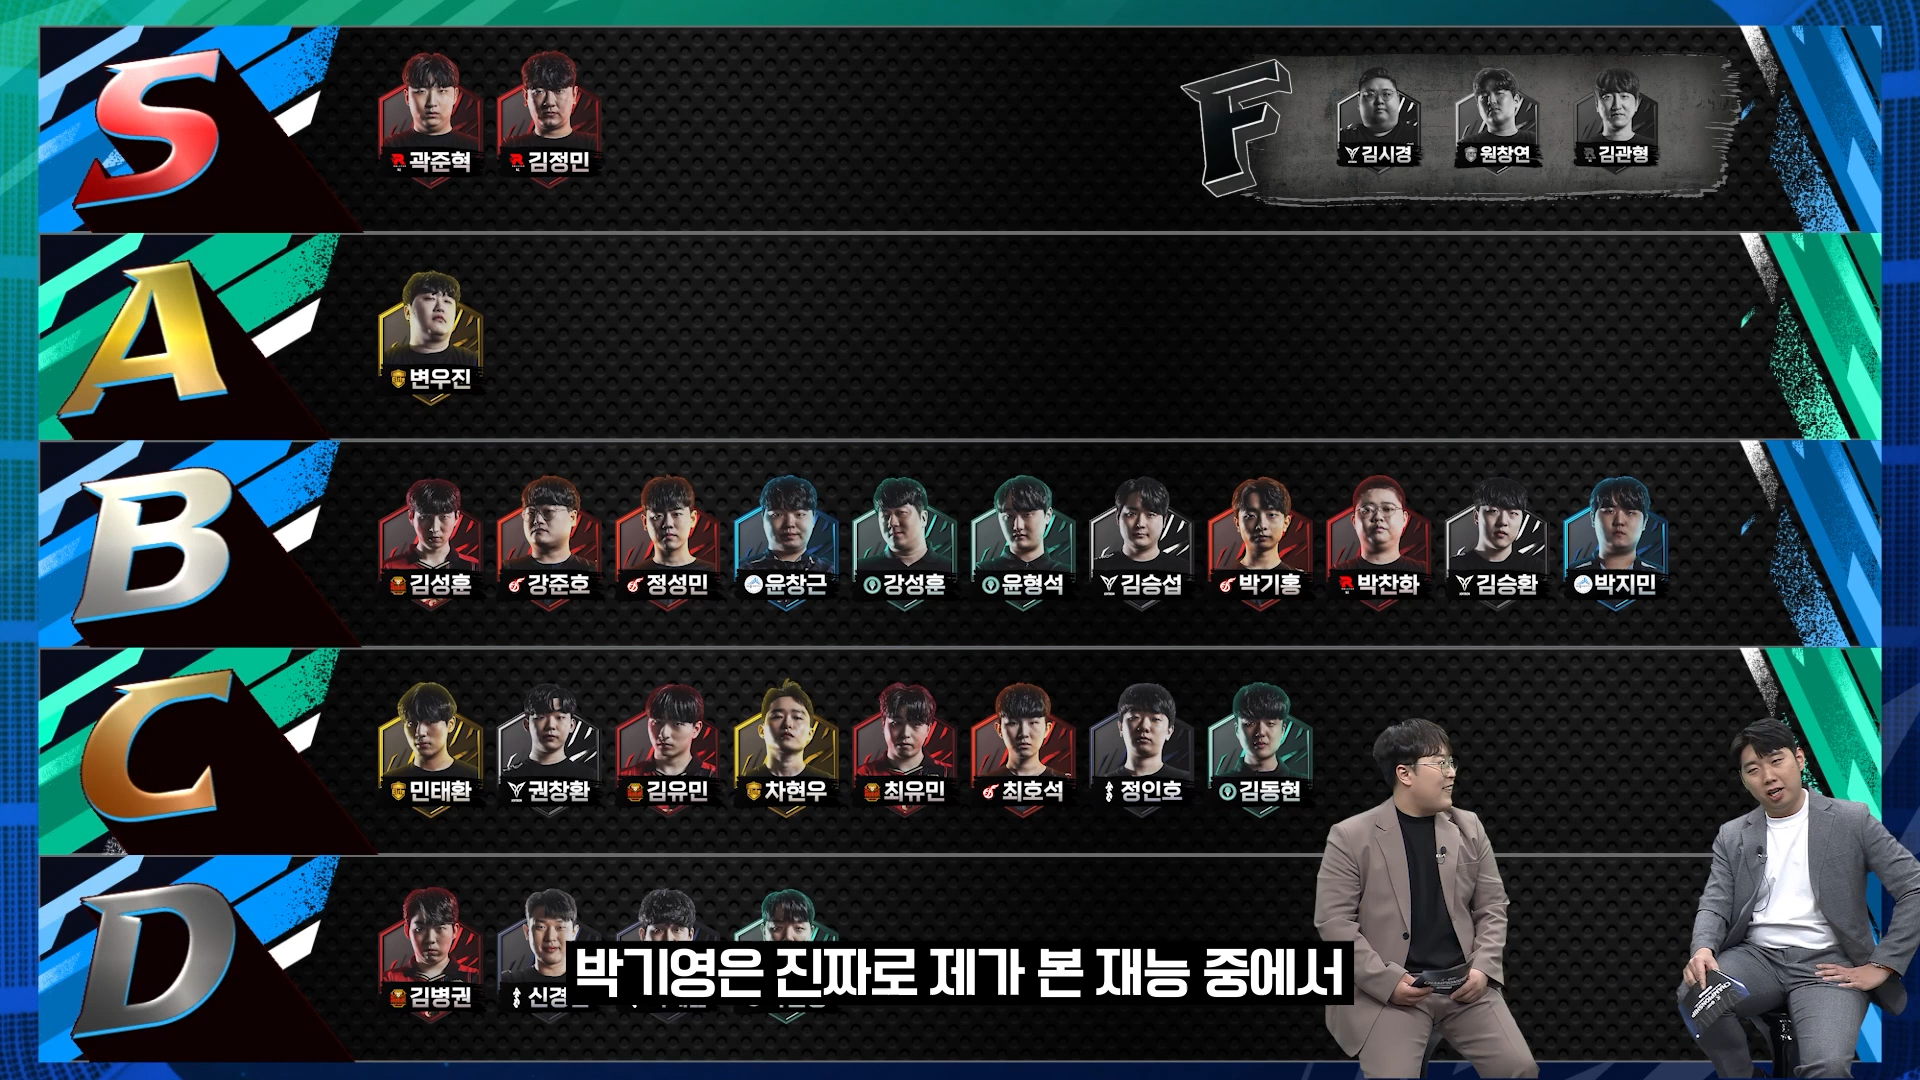 S
곽준혁 김정민
F
김시경 원창연 김관형
A
변우진
B
김성훈 강준호 정성민 윤창근 강성훈 윤형석 김승섭 박기홍 박찬화 김승환 박지민
C
민태환 권창환 김유민 차현우 최유민 최호석 정인호 김동현
D
김병권 신경
박기영은 진짜로 제가 본 재능 중에서